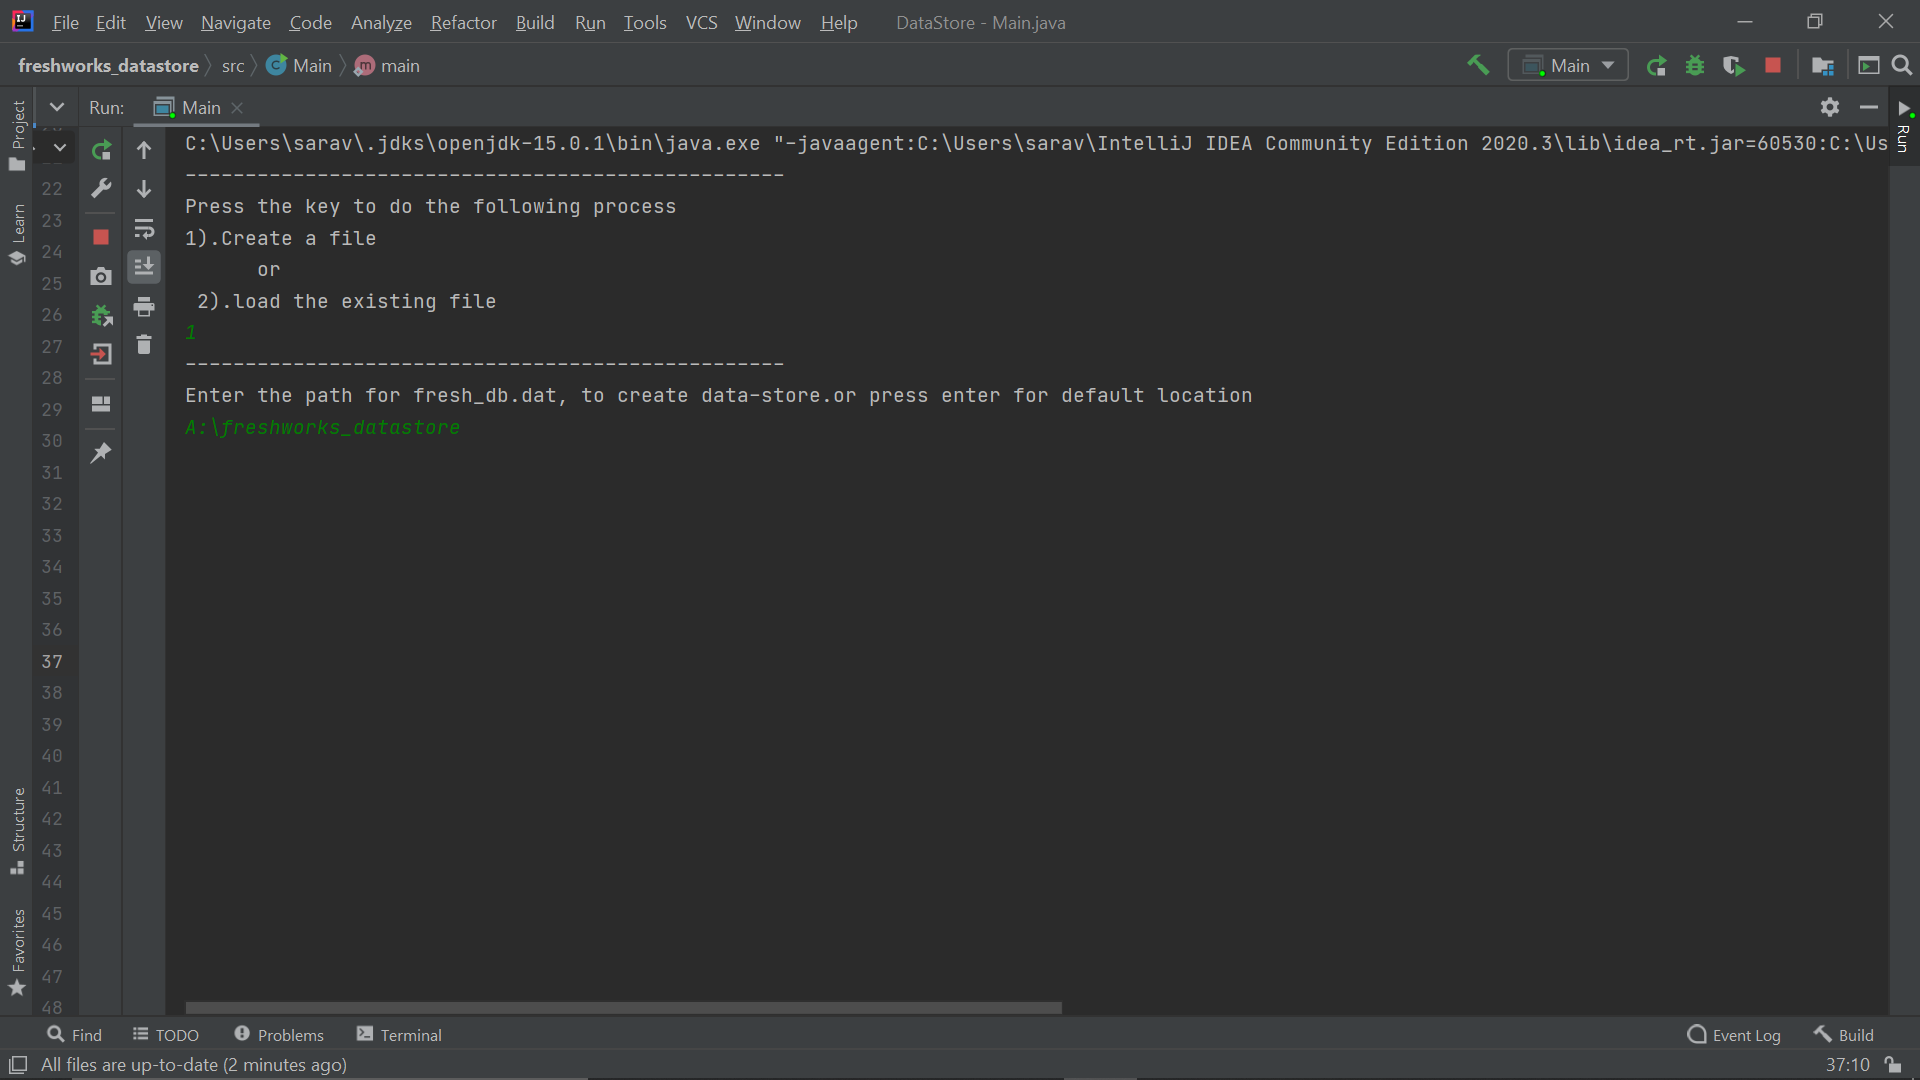 File Edit View Navigate Code Analyze Refactor Build Run Tools VCS Window Help DataStore - Main.java
freshworks_datastore src Main main Main
Run: Main
C:\Users\sarav\.jdks\openjdk-15.0.1\bin\java.exe "-javaagent:C:\Users\sarav\IntelliJ IDEA Community Edition 2020.3\lib\idea_rt.jar=60530:C:\Us
--------------------------------------------------
Press the key to do the following process
1).Create a file
or
2).load the existing file
1
--------------------------------------------------
Enter the path for fresh_db.dat, to create data-store.or press enter for default location
A:\freshworks_datastore
Project
Learn
Structure
Favorites
Run
22
23
24
25
26
27
28
29
30
31
32
33
34
35
36
37
38
39
40
41
42
43
44
45
46
47
48
Find TODO Problems Terminal Event Log Build
All files are up-to-date (2 minutes ago) 37:10